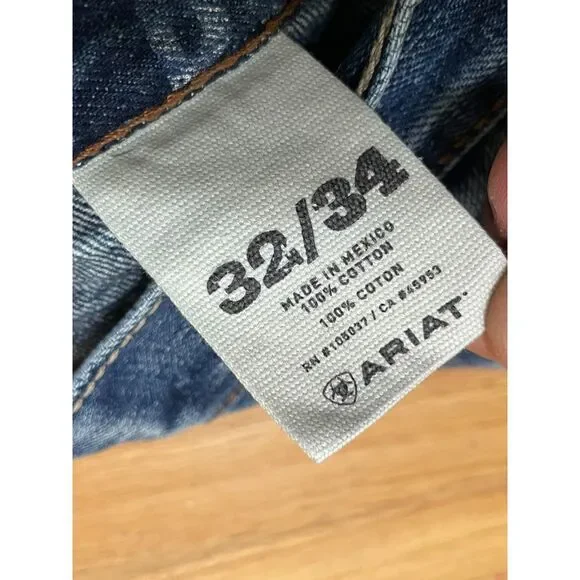 32/34
MADE IN MEXICO
100% COTTON
100% COTON
RN #105037 / CA #45953
ARIAT